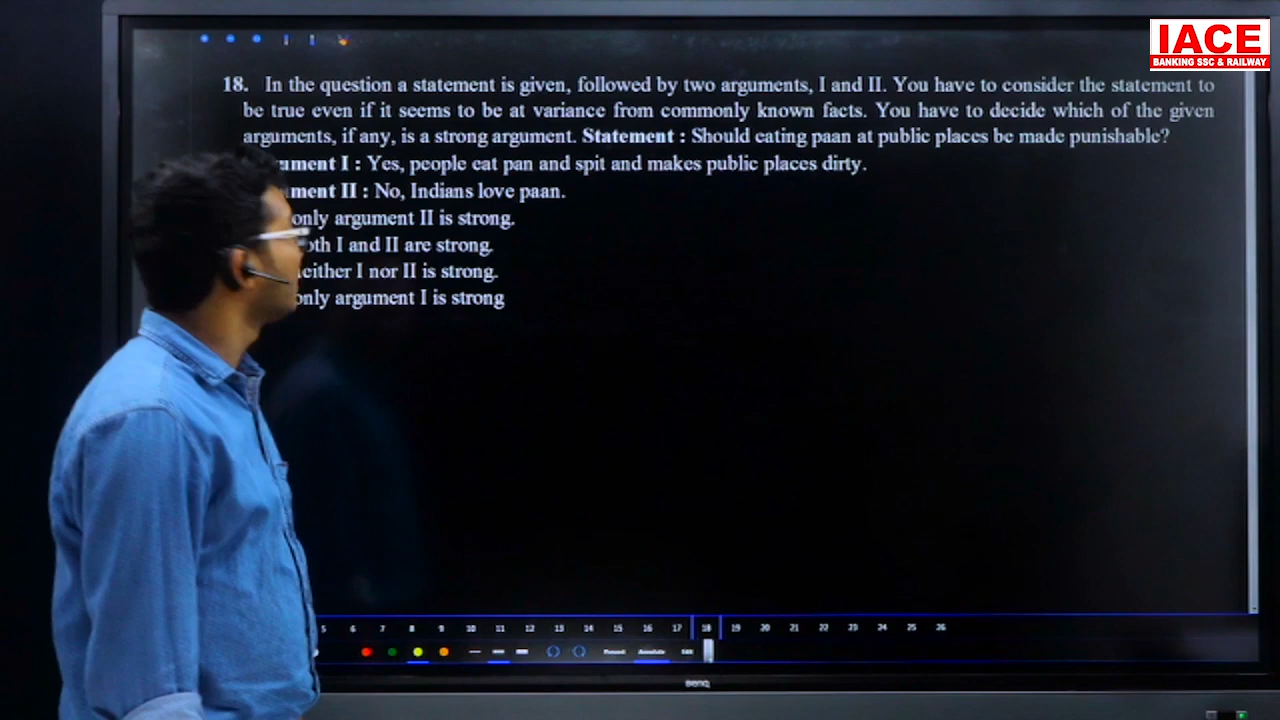 IACE
BANKING SSC & RAILWAY
18. In the question a statement is given, followed by two arguments, I and II. You have to consider the statement to
be true even if it seems to be at variance from commonly known facts. You have to decide which of the given
arguments, if any, is a strong argument. Statement : Should eating paan at public places be made punishable?
ument I : Yes, people eat pan and spit and makes public places dirty.
ment II : No, Indians love paan.
only argument II is strong.
oth I and II are strong.
either I nor II is strong.
only argument I is strong
5 6 7 8 9 10 11 12 13 14 15 16 17 18 19 20 21 22 23 24 25 26
Annotate Edit
BenQ